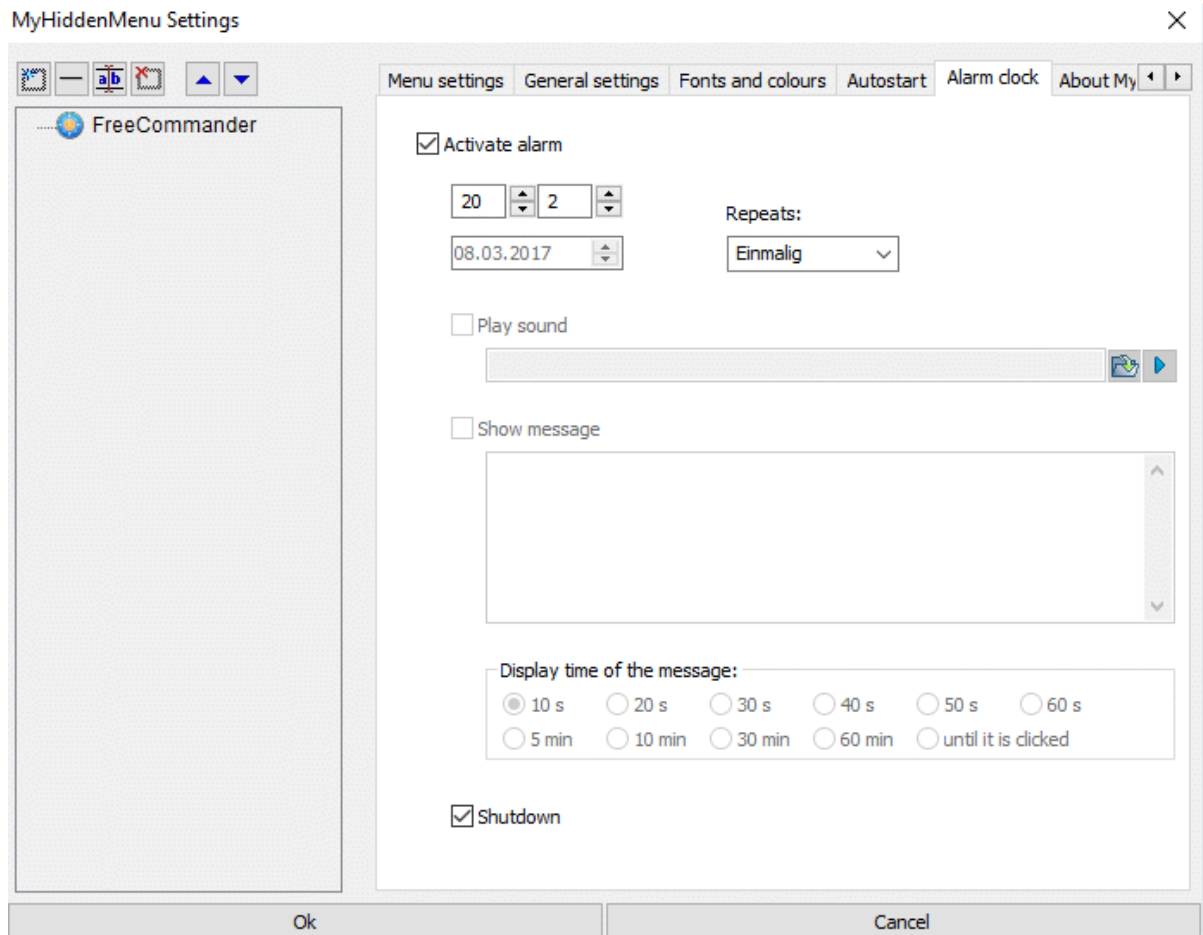 MyHiddenMenu Settings
ab
Menu settings General settings Fonts and colours Autostart Alarm clock About My
FreeCommander
Activate alarm
20 2
Repeats:
08.03.2017
Einmalig
Play sound
Show message
Display time of the message:
10 s 20 s 30 s 40 s 50 s 60 s
5 min 10 min 30 min 60 min until it is clicked
Shutdown
Ok Cancel